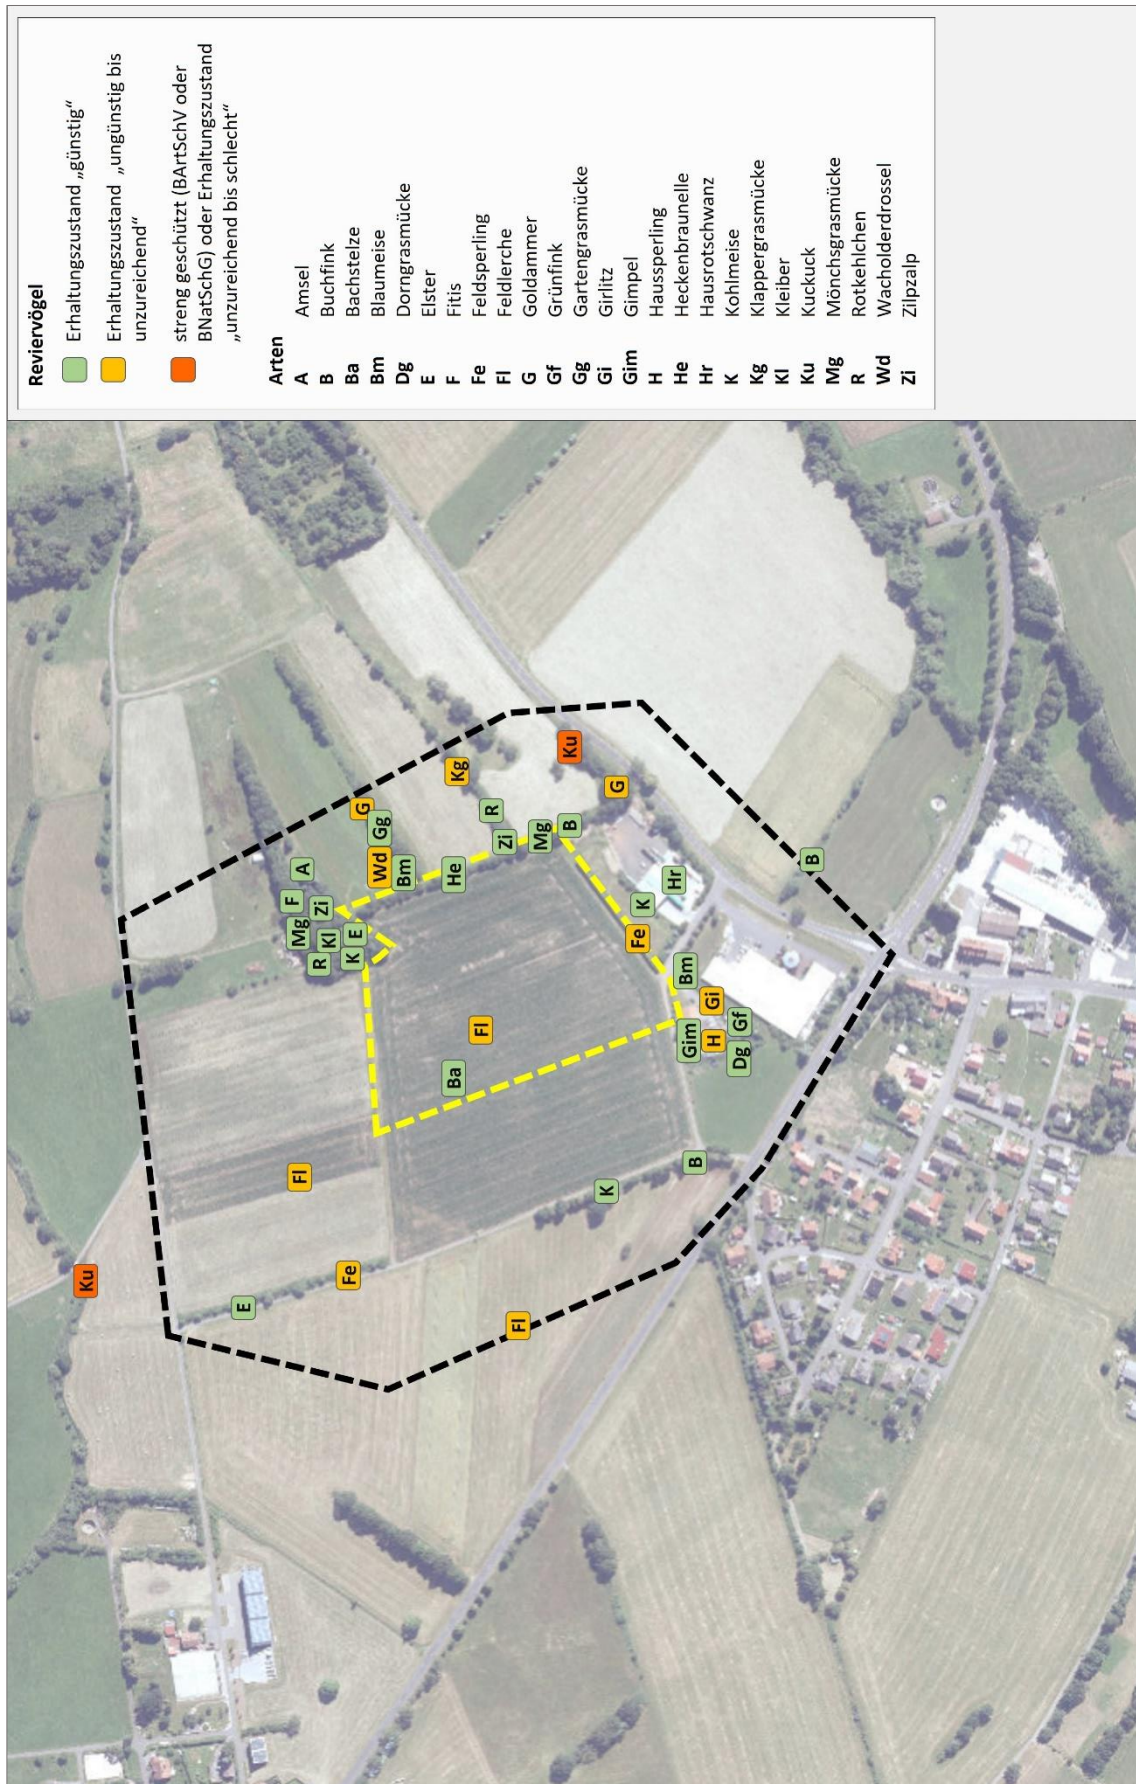 Reviervögel
Erhaltungszustand „günstig“
Erhaltungszustand „ungünstig bis
unzureichend“
streng geschützt (BArtSchV oder
BNatSchG) oder Erhaltungszustand
„unzureichend bis schlecht“
Arten
A Amsel
B Buchfink
Ba Bachstelze
Bm Blaumeise
Dg Dorngrasmücke
E Elster
F Fitis
Fe Feldsperling
Fl Feldlerche
G Goldammer
Gf Grünfink
Gg Gartengrasmücke
Gi Girlitz
Gim Gimpel
H Haussperling
He Heckenbraunelle
Hr Hausrotschwanz
K Kohlmeise
Kg Klappergrasmücke
Kl Kleiber
Ku Kuckuck
Mg Mönchsgrasmücke
R Rotkehlchen
Wd Wacholderdrossel
Zi Zilpzalp
Ku
E
F
Mg
Fl
A
R
Zi
Kl
Fe
K
E
G
Wd
Gg
Bm
Ba
He
Kg
Fl
R
Zi
Fl
Mg
B
Ku
K
G
Fe
K
Hr
Bm
Gim
B
Gi
H
Dg
Gf
B